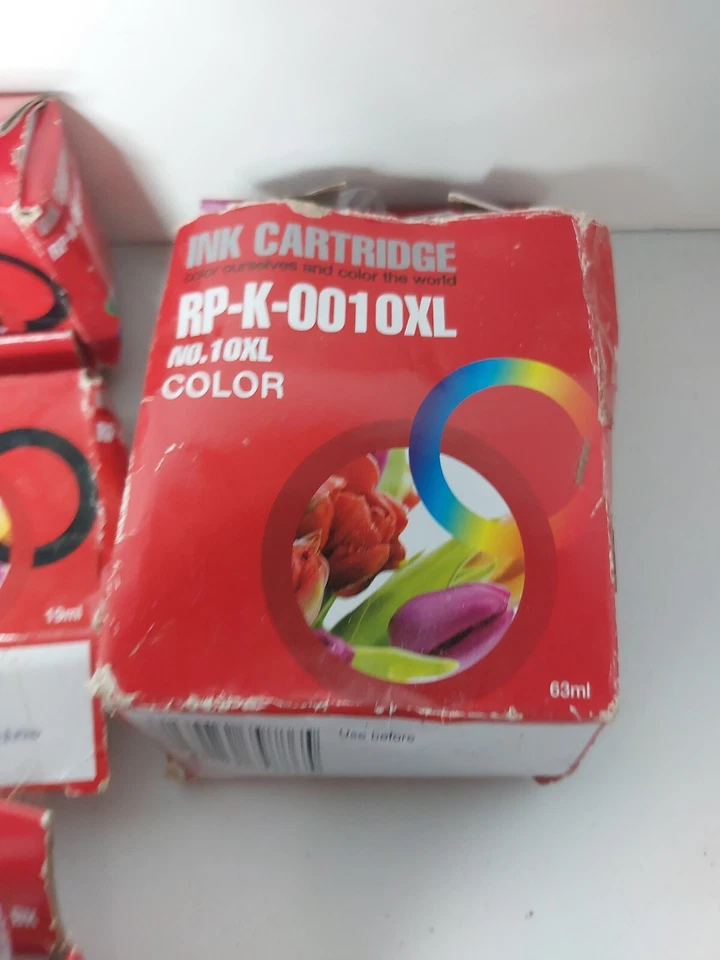 INK CARTRIDGE
color ourselves and color the world
RP-K-0010XL
NO.10XL
COLOR
63ml
Use before
19ml